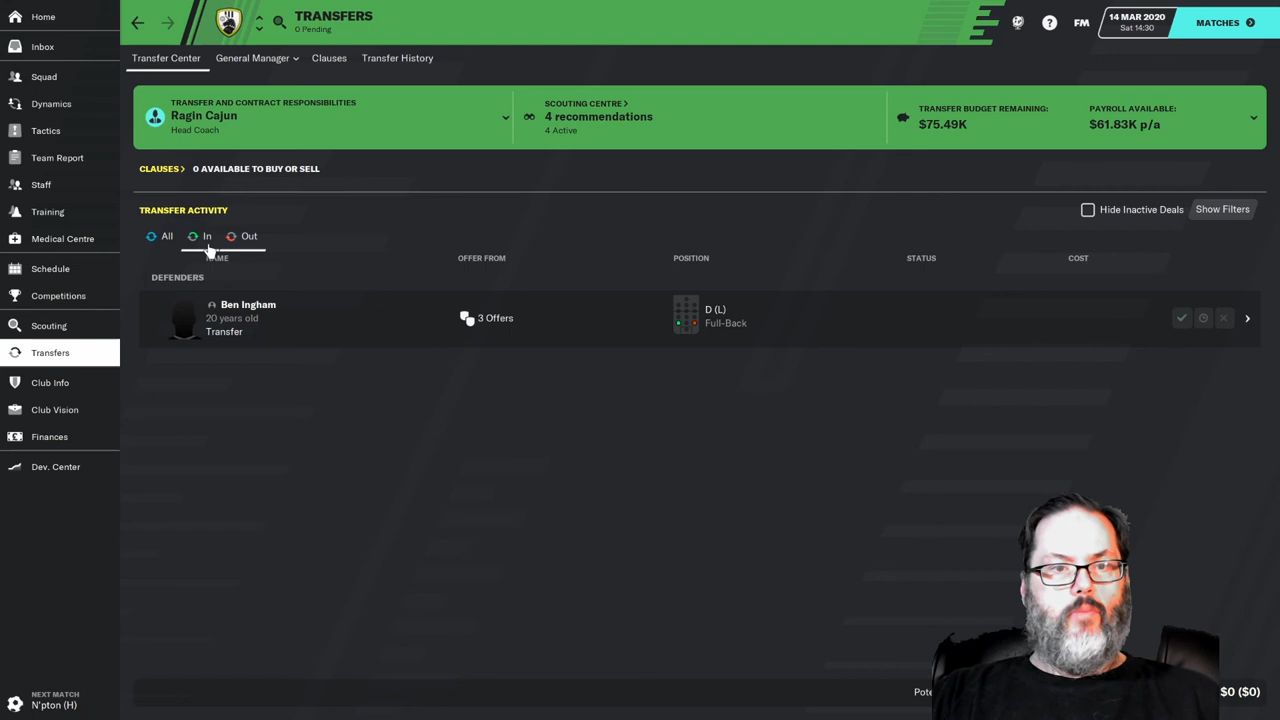 Home
Inbox
Squad
Dynamics
Tactics
Team Report
Staff
Training
Medical Centre
Schedule
Competitions
Scouting
Transfers
Club Info
Club Vision
Finances
Dev. Center
NEXT MATCH
N'pton (H)
TRANSFERS
0 Pending
?
FM
14 MAR 2020
Sat 14:30
MATCHES
Transfer Center
General Manager
Clauses
Transfer History
TRANSFER AND CONTRACT RESPONSIBILITIES
Ragin Cajun
Head Coach
SCOUTING CENTRE >
4 recommendations
4 Active
TRANSFER BUDGET REMAINING:
$75.49K
PAYROLL AVAILABLE:
$61.83K p/a
CLAUSES > 0 AVAILABLE TO BUY OR SELL
TRANSFER ACTIVITY
Hide Inactive Deals
Show Filters
All
In
Out
OFFER FROM
POSITION
STATUS
COST
DEFENDERS
Ben Ingham
20 years old
Transfer
3 Offers
D (L)
Full-Back
$0 ($0)